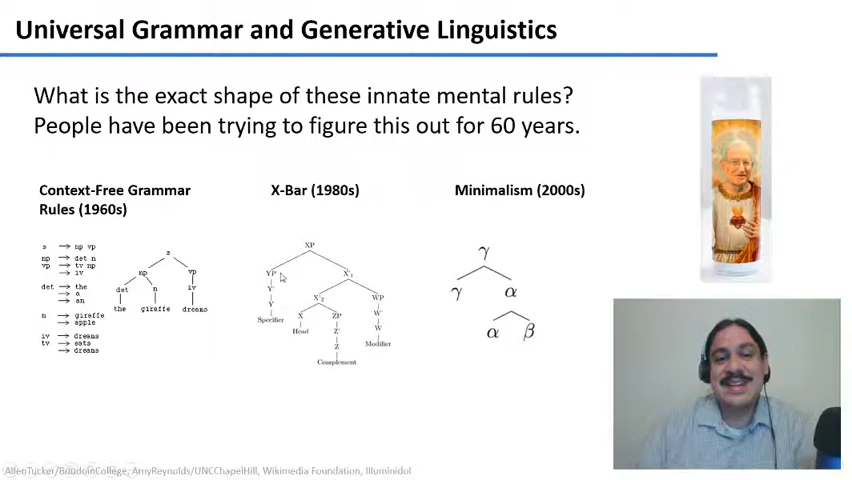 Universal Grammar and Generative Linguistics
What is the exact shape of these innate mental rules?
People have been trying to figure this out for 60 years.
Context-Free Grammar
Rules (1960s)
s → np vp
np → det n
vp → tv np
→ iv
det → the
→ a
→ an
n → giraffe
→ apple
iv → dreams
tv → eats
→ dreams
s
np vp
det n iv
the giraffe dreams
X-Bar (1980s)
XP
YP X'₁
Y' X'₂ WP
Y X ZP W'
Specifier Head Z' W
Z Modifier
Complement
Minimalism (2000s)
γ
γ α
α β
AllenTucker/BowdoinCollege, AmyReynolds/UNCChapelHill, Wikimedia Foundation, Illuminidol